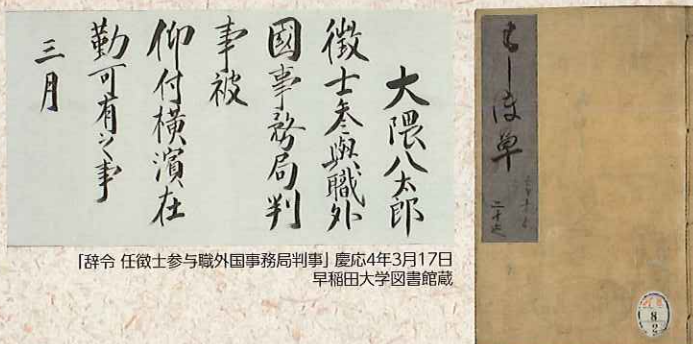 大隈八太郎
徴士参與職外
國事務局判
事被
仰付横濱在
勤可有之事
三月
「辞令 任徴士参与職外国事務局判事」 慶応4年3月17日
早稲田大学図書館蔵
もしほ草
8
2